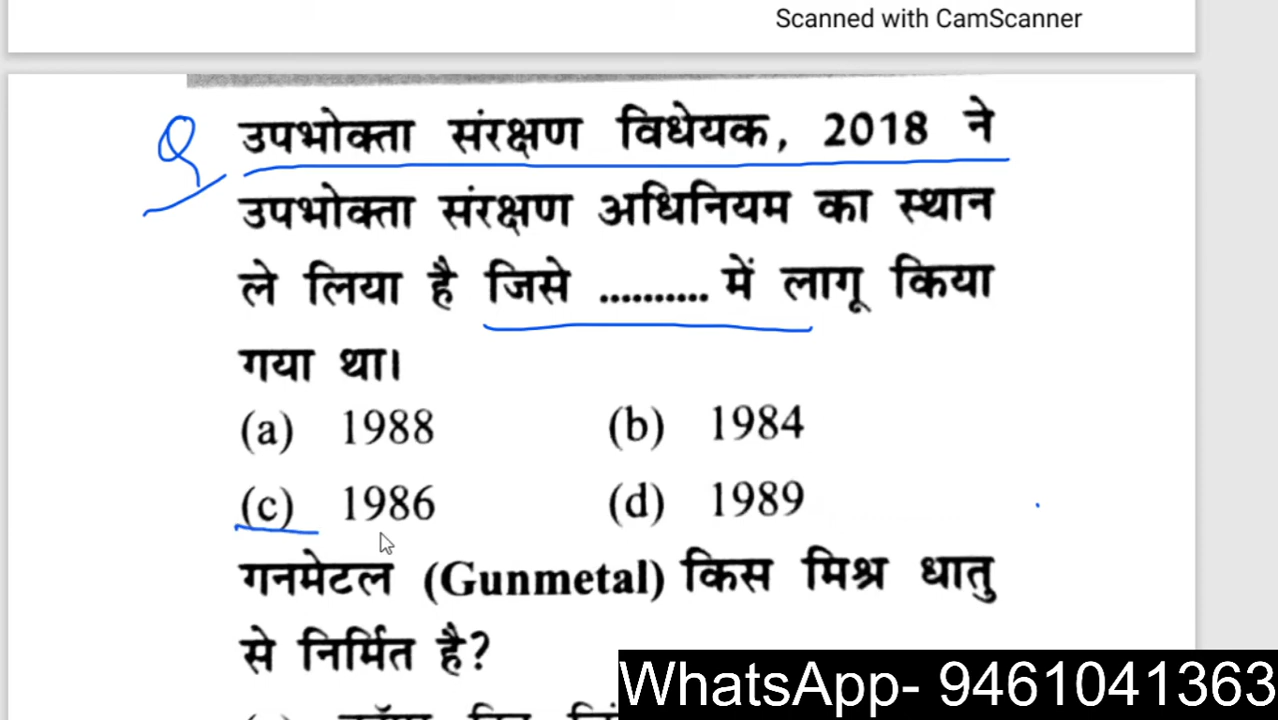 Scanned with CamScanner
Q उपभोक्ता संरक्षण विधेयक, 2018 ने
उपभोक्ता संरक्षण अधिनियम का स्थान
ले लिया है जिसे .......... में लागू किया
गया था।
(a) 1988 (b) 1984
(c) 1986 (d) 1989
गनमेटल (Gunmetal) किस मिश्र धातु
से निर्मित है?
WhatsApp- 9461041363